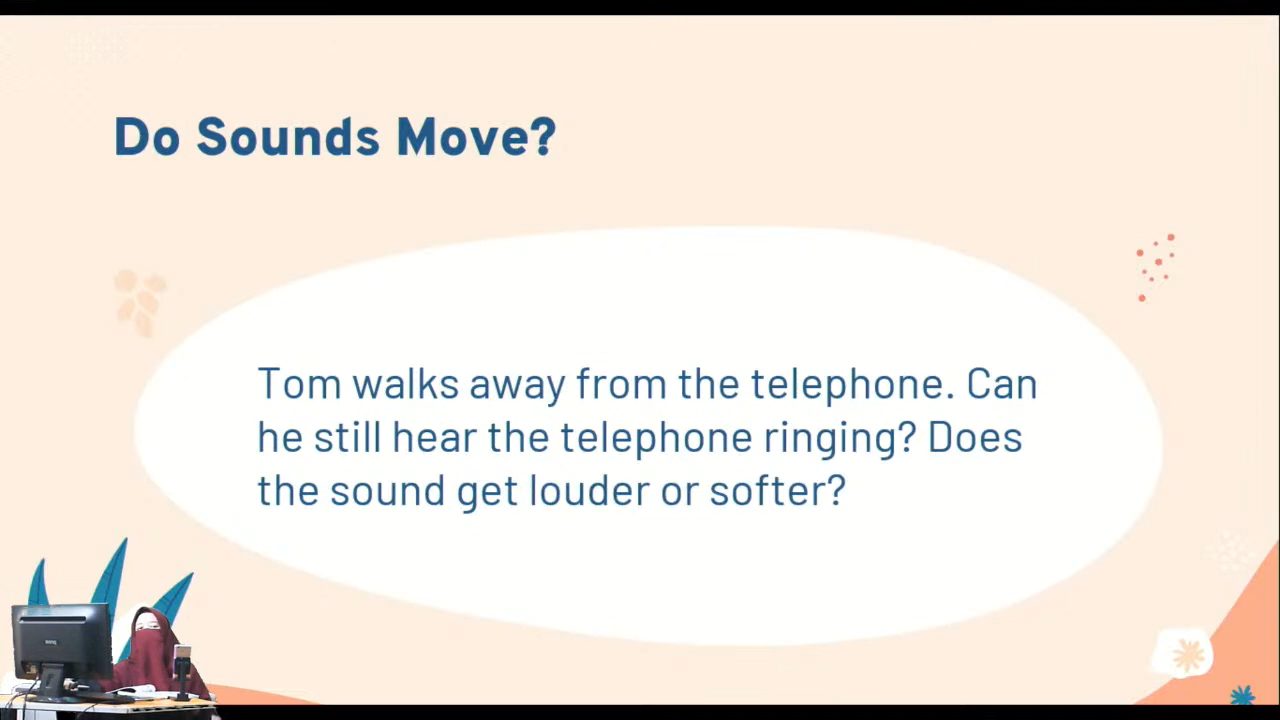 Do Sounds Move?
Tom walks away from the telephone. Can
he still hear the telephone ringing? Does
the sound get louder or softer?